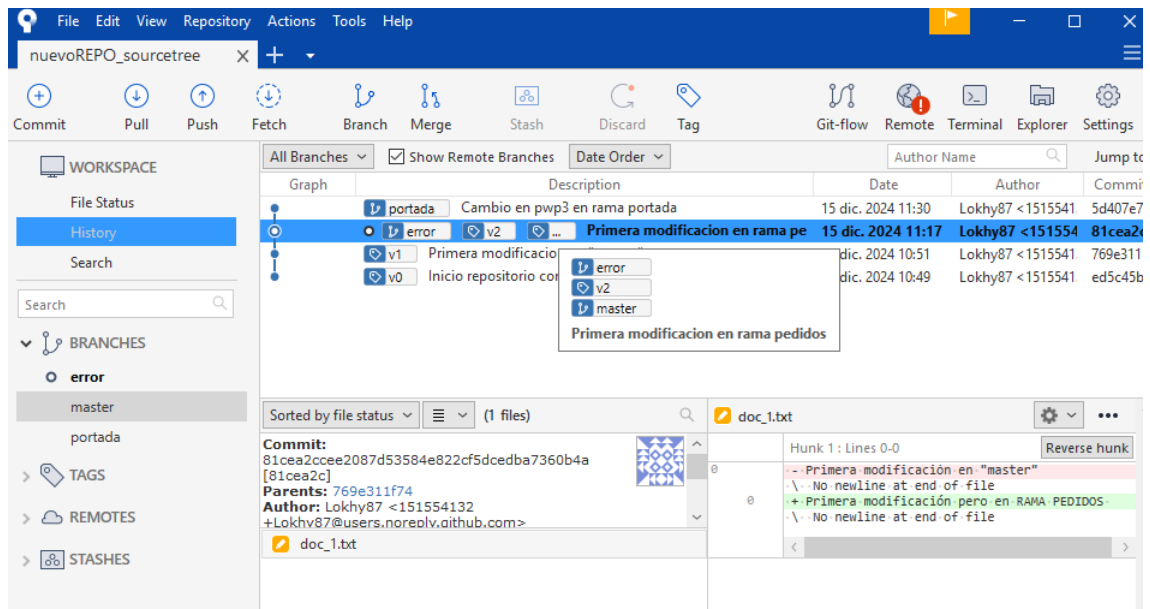 File Edit View Repository Actions Tools Help
nuevoREPO_sourcetree
Commit Pull Push Fetch Branch Merge Stash Discard Tag Git-flow Remote Terminal Explorer Settings
WORKSPACE
File Status
History
Search
Search
BRANCHES
error
master
portada
TAGS
REMOTES
STASHES
All Branches Show Remote Branches Date Order Author Name Jump to
Graph Description Date Author Commi
portada Cambio en pwp3 en rama portada 15 dic. 2024 11:30 Lokhy87 <1515541 5d407e7
error v2 ... Primera modificacion en rama pe 15 dic. 2024 11:17 Lokhy87 <151554 81cea2c
v1 Primera modificacio dic. 2024 10:51 Lokhy87 <1515541 769e311
v0 Inicio repositorio cor dic. 2024 10:49 Lokhy87 <1515541 ed5c45b
error
v2
master
Primera modificacion en rama pedidos
Sorted by file status (1 files)
Commit:
81cea2ccee2087d53584e822cf5dcedba7360b4a
[81cea2c]
Parents: 769e311f74
Author: Lokhy87 <151554132
+Lokhy87@users.noreply.github.com>
doc_1.txt
doc_1.txt
Hunk 1 : Lines 0-0 Reverse hunk
0 - Primera modificación en "master"
\ No newline at end of file
0 + Primera modificación pero en RAMA PEDIDOS
\ No newline at end of file